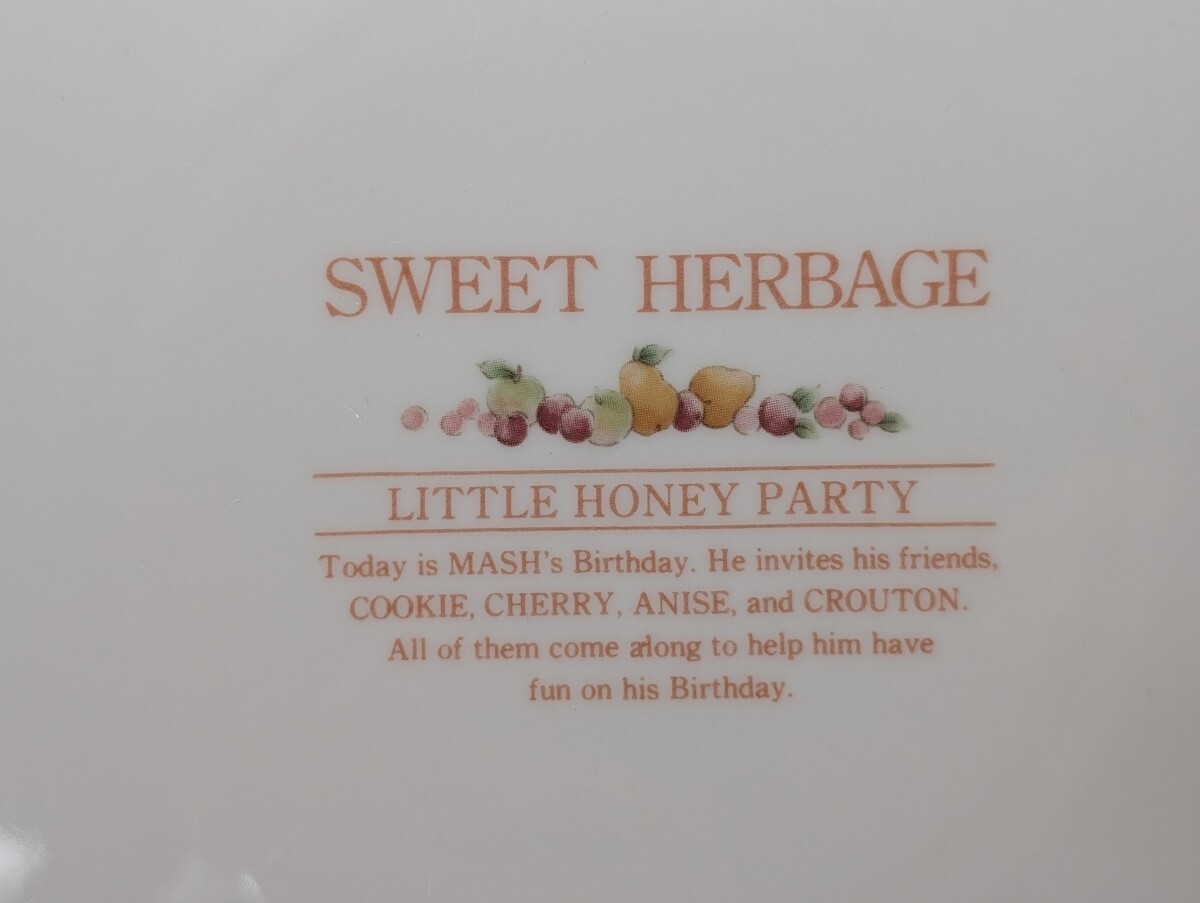 SWEET HERBAGE
LITTLE HONEY PARTY
Today is MASH's Birthday. He invites his friends,
COOKIE, CHERRY, ANISE, and CROUTON.
All of them come along to help him have
fun on his Birthday.